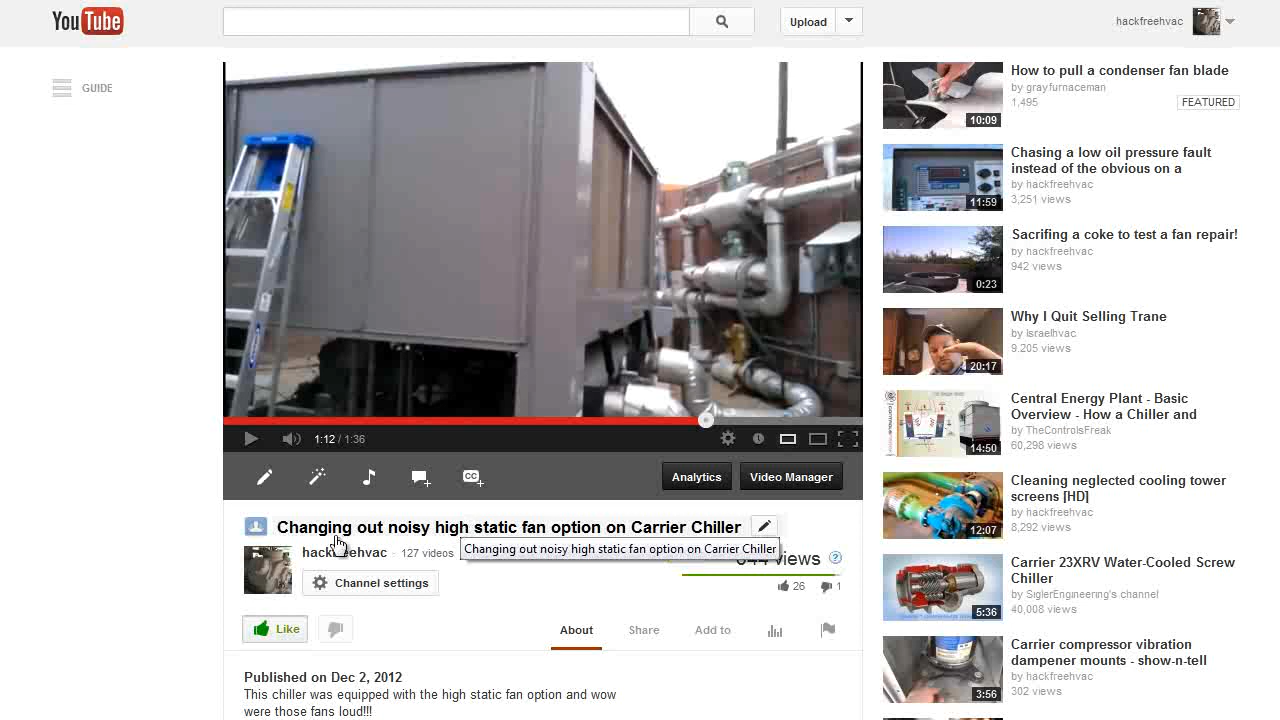 YouTube
Upload
hackfreehvac
GUIDE
1:12 / 1:36
Analytics
Video Manager
Changing out noisy high static fan option on Carrier Chiller
hackfreehvac · 127 videos
Changing out noisy high static fan option on Carrier Chiller
views
Channel settings
26
1
Like
About
Share
Add to
Published on Dec 2, 2012
This chiller was equipped with the high static fan option and wow
were those fans loud!!!
10:09
How to pull a condenser fan blade
by grayfurnaceman
1,495
FEATURED
11:59
Chasing a low oil pressure fault
instead of the obvious on a
by hackfreehvac
3,251 views
0:23
Sacrifing a coke to test a fan repair!
by hackfreehvac
942 views
20:17
Why I Quit Selling Trane
by Israelhvac
9,205 views
14:50
Central Energy Plant - Basic
Overview - How a Chiller and
by TheControlsFreak
60,298 views
12:07
Cleaning neglected cooling tower
screens [HD]
by hackfreehvac
8,292 views
5:36
Carrier 23XRV Water-Cooled Screw
Chiller
by SiglerEngineering's channel
40,008 views
3:56
Carrier compressor vibration
dampener mounts - show-n-tell
by hackfreehvac
302 views